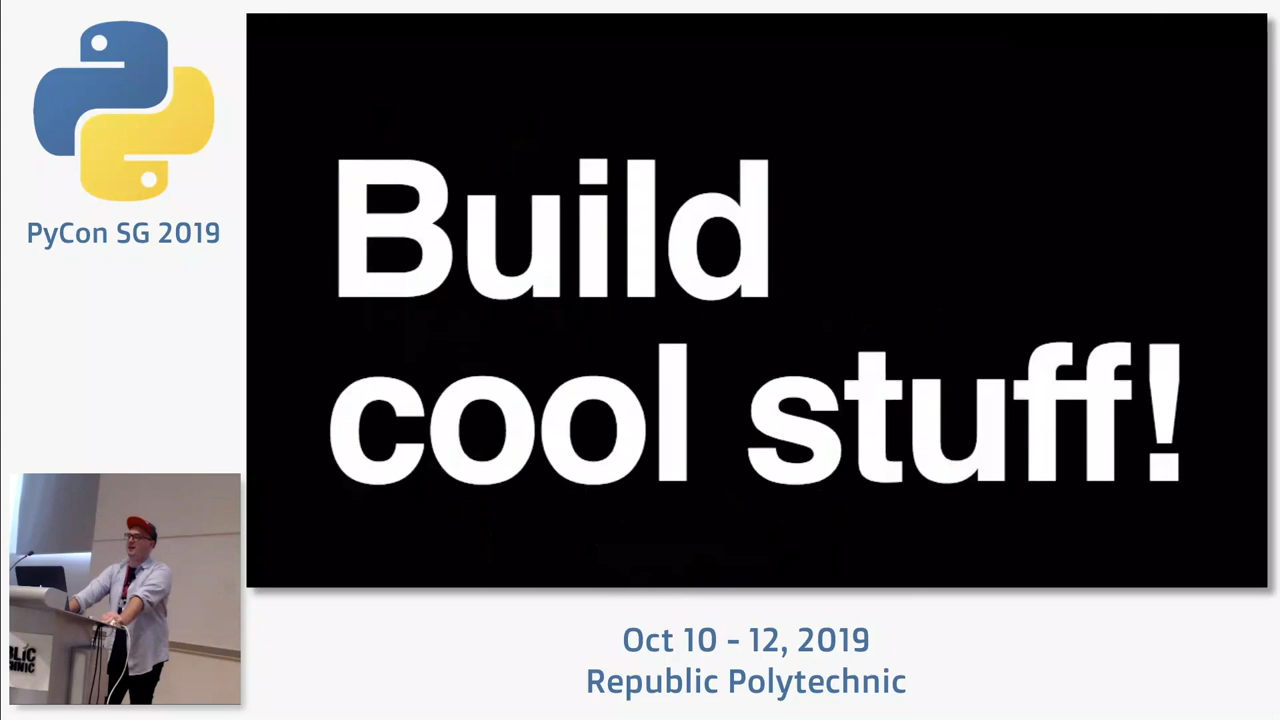 PyCon SG 2019
Build
cool stuff!
Oct 10 - 12, 2019
Republic Polytechnic